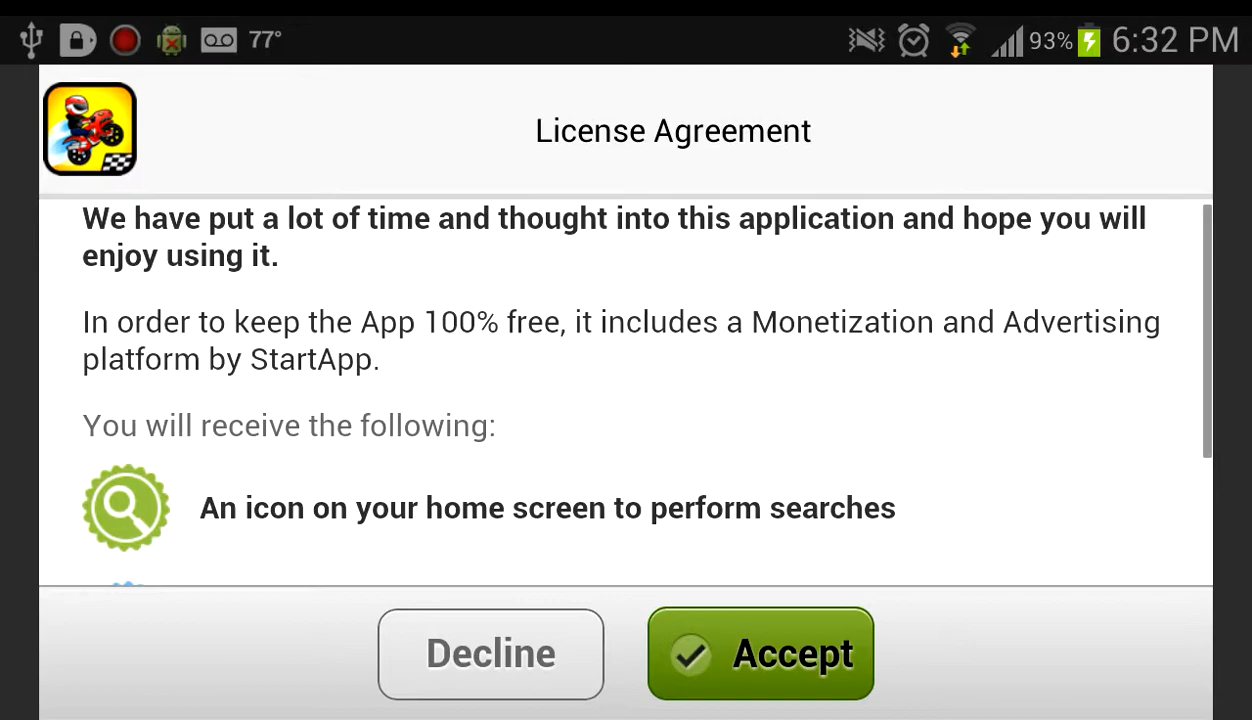 77°
93%
6:32 PM
License Agreement
We have put a lot of time and thought into this application and hope you will
enjoy using it.
In order to keep the App 100% free, it includes a Monetization and Advertising
platform by StartApp.
You will receive the following:
An icon on your home screen to perform searches
Decline
Accept